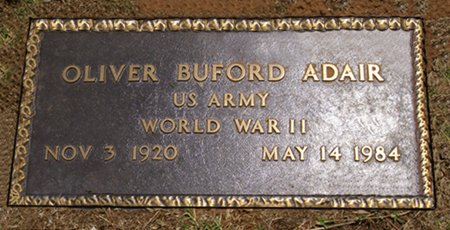 OLIVER BUFORD ADAIR
US ARMY
WORLD WAR II
NOV 3 1920 MAY 14 1984